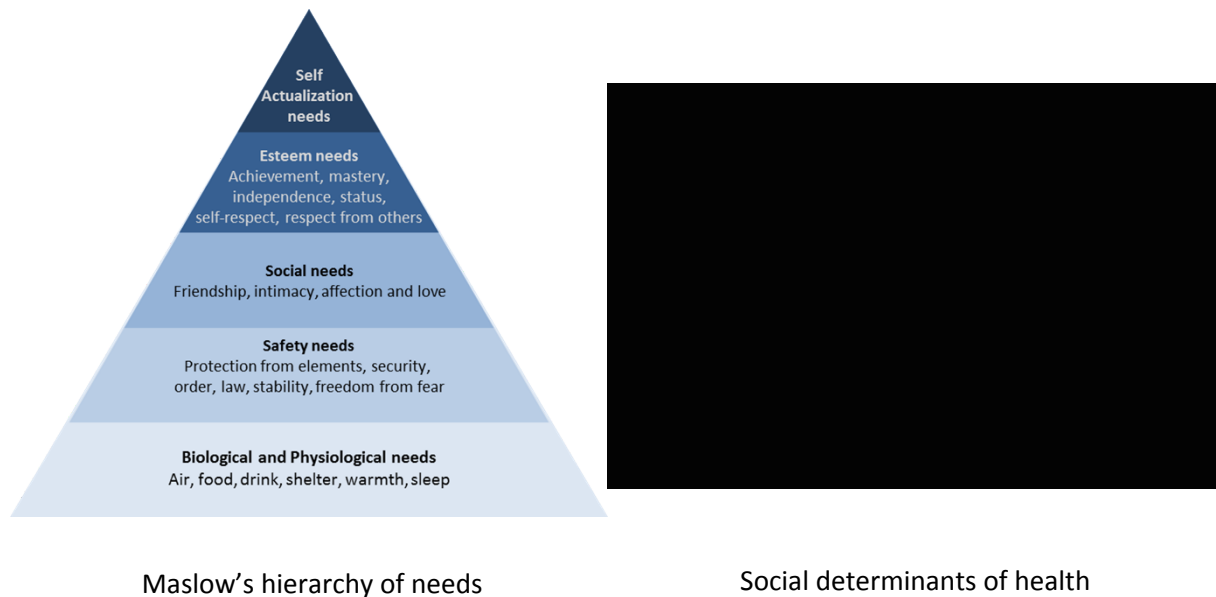 Self
Actualization
needs
Esteem needs
Achievement, mastery,
independence, status,
self-respect, respect from others
Social needs
Friendship, intimacy, affection and love
Safety needs
Protection from elements, security,
order, law, stability, freedom from fear
Biological and Physiological needs
Air, food, drink, shelter, warmth, sleep
Maslow’s hierarchy of needs
Social determinants of health